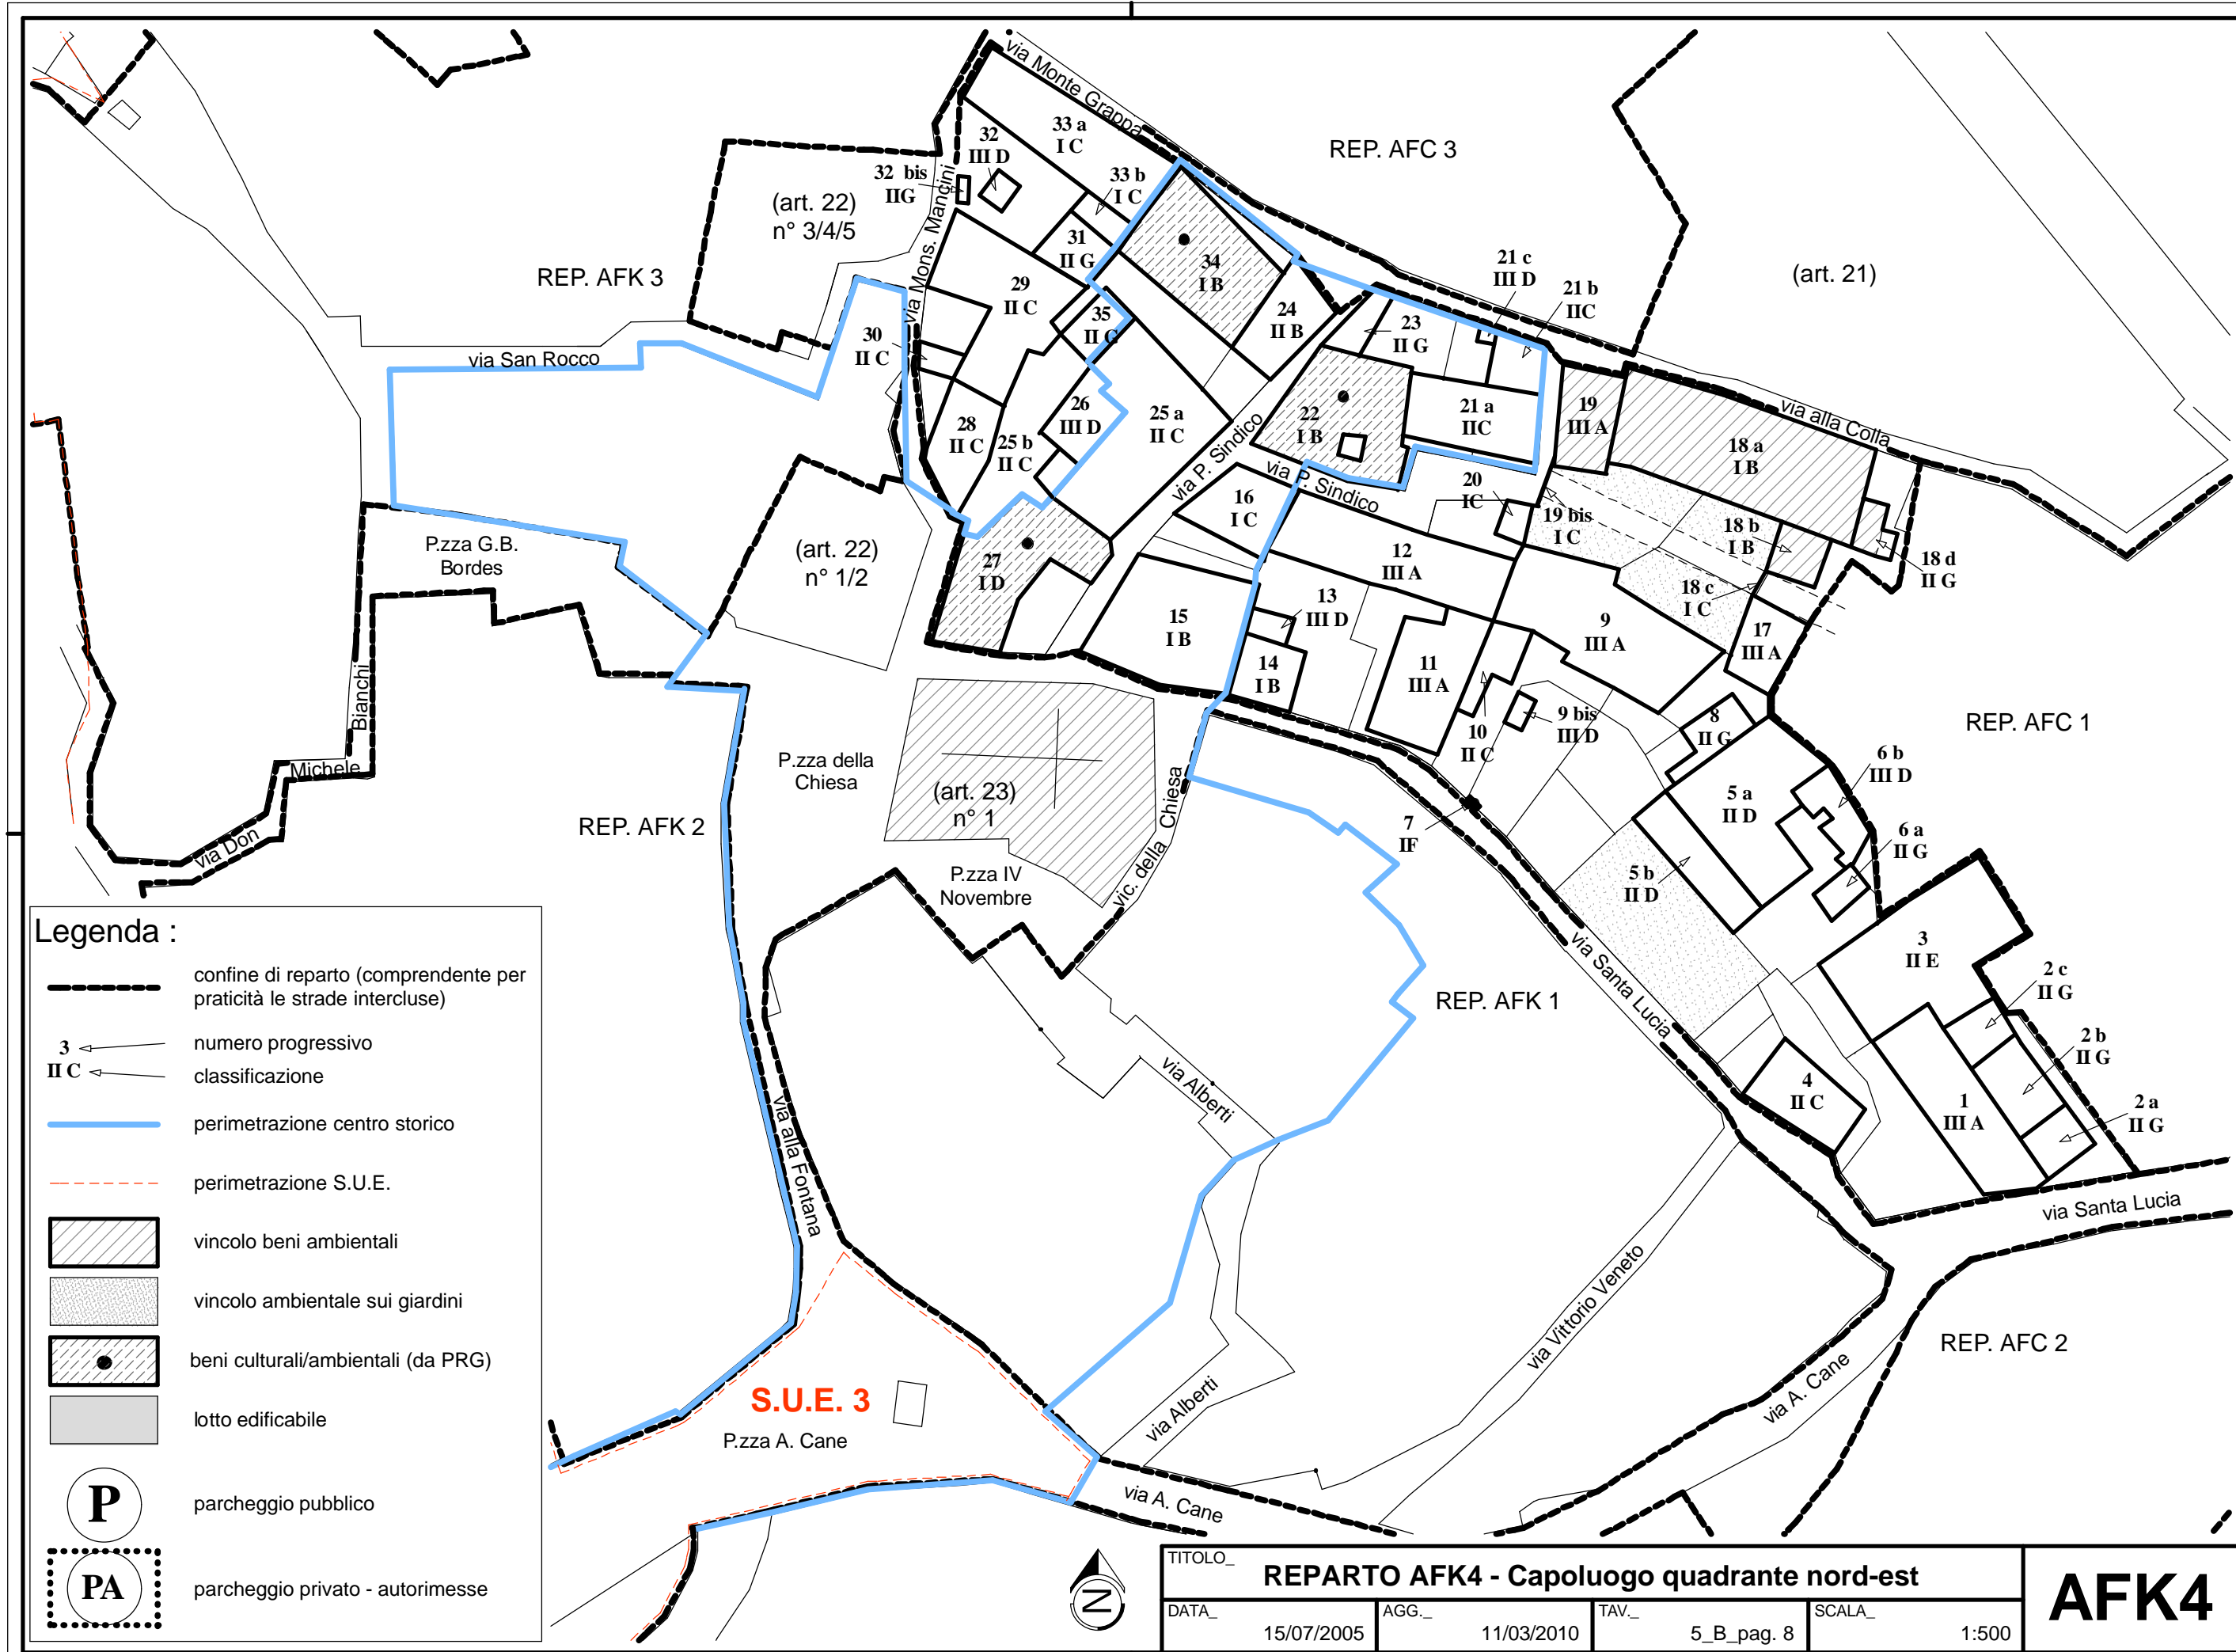 via Monte Grappa
REP. AFC 3
33 a
I C
32
III D
32 bis
IIG
33 b
I C
(art. 22)
n° 3/4/5
via Mons. Mancini
31
II G
34
I B
REP. AFK 3
29
II C
35
II G
24
II B
21 c
III D
21 b
IIC
(art. 21)
23
II G
30
II C
via San Rocco
28
II C
25 b
II C
26
III D
25 a
II C
22
I B
21 a
IIC
19
III A
via alla Colla
18 a
I B
via P. Sindico
via P. Sindico
16
I C
20
IC
19 bis
I C
18 b
I B
18 d
II G
P.zza G.B.
Bordes
(art. 22)
n° 1/2
27
I D
12
III A
18 c
I C
15
I B
13
III D
9
III A
17
III A
14
I B
11
III A
10
II C
9 bis
III D
8
II G
REP. AFC 1
Bianchi
Michele
via Don
P.zza della
Chiesa
(art. 23)
n° 1
vic. della Chiesa
7
IF
6 b
III D
5 a
II D
6 a
II G
REP. AFK 2
P.zza IV
Novembre
5 b
II D
3
II E
via Santa Lucia
REP. AFK 1
2 c
II G
2 b
II G
2 a
II G
4
II C
1
III A
via Alberti
via alla Fontana
via Santa Lucia
via Vittorio Veneto
REP. AFC 2
S.U.E. 3
P.zza A. Cane
via Alberti
via A. Cane
via A. Cane
Legenda :
confine di reparto (comprendente per
praticità le strade intercluse)
3
numero progressivo
II C
classificazione
perimetrazione centro storico
perimetrazione S.U.E.
vincolo beni ambientali
vincolo ambientale sui giardini
beni culturali/ambientali (da PRG)
lotto edificabile
P
parcheggio pubblico
PA
parcheggio privato - autorimesse
N
TITOLO_
REPARTO AFK4 - Capoluogo quadrante nord-est
AFK4
DATA_
15/07/2005
AGG._
11/03/2010
TAV._
5_B_pag. 8
SCALA_
1:500